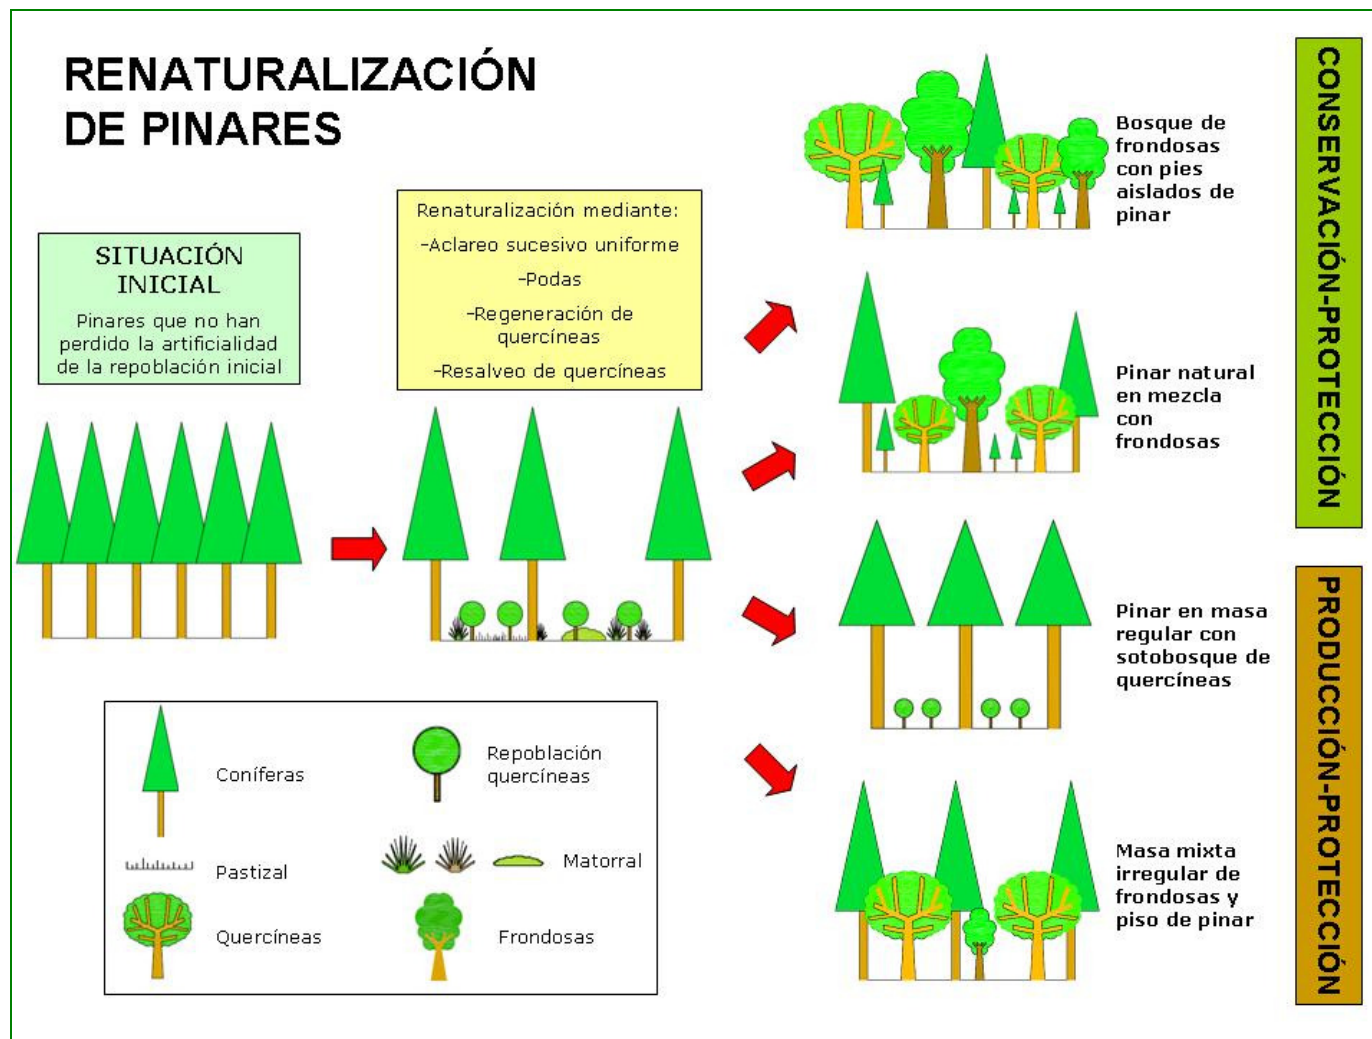 RENATURALIZACIÓN
DE PINARES
SITUACIÓN
INICIAL
Pinares que no han
perdido la artificialidad
de la repoblación inicial
Renaturalización mediante:
-Aclareo sucesivo uniforme
-Podas
-Regeneración de
quercíneas
-Resalveo de quercíneas
Bosque de
frondosas
con pies
aislados de
pinar
Pinar natural
en mezcla
con
frondosas
Pinar en masa
regular con
sotobosque de
quercíneas
Masa mixta
irregular de
frondosas y
piso de pinar
CONSERVACIÓN-PROTECCIÓN
PRODUCCIÓN-PROTECCIÓN
Coníferas
Repoblación
quercíneas
Pastizal
Matorral
Quercíneas
Frondosas